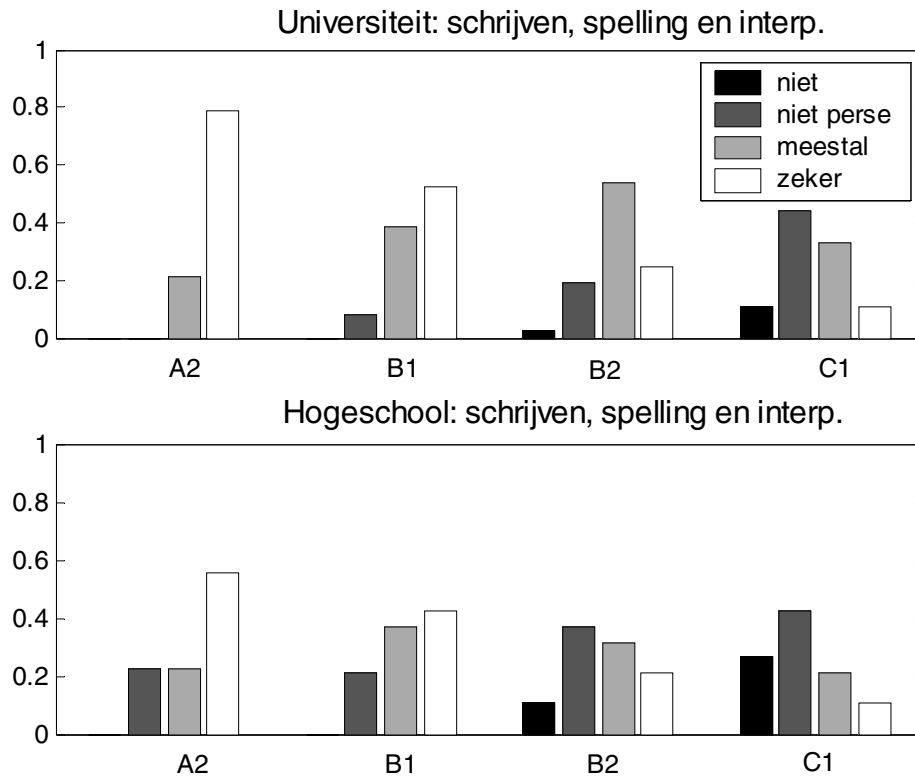 Universiteit: schrijven, spelling en interp.
1
0.8
0.6
0.4
0.2
0
niet
niet perse
meestal
zeker
A2 B1 B2 C1
Hogeschool: schrijven, spelling en interp.
1
0.8
0.6
0.4
0.2
0
A2 B1 B2 C1